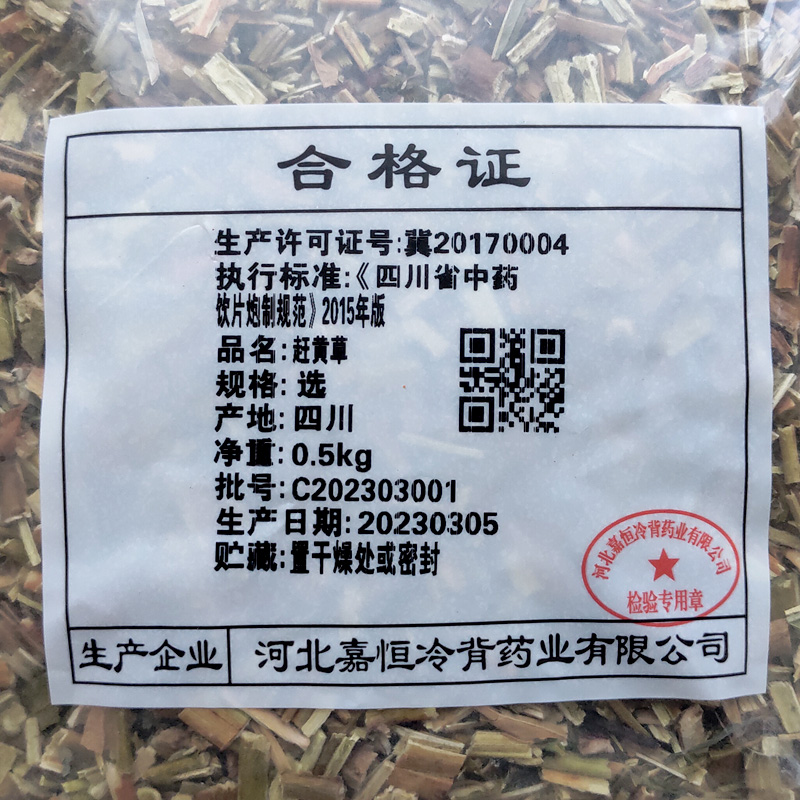 合格证
生产许可证号:冀20170004
执行标准:《四川省中药
饮片炮制规范》2015年版
品名:赶黄草
规格:选
产地:四川
净重:0.5kg
批号:C202303001
生产日期:20230305
贮藏:置干燥处或密封
河北嘉恒冷背药业有限公司
检验专用章
生产企业 河北嘉恒冷背药业有限公司